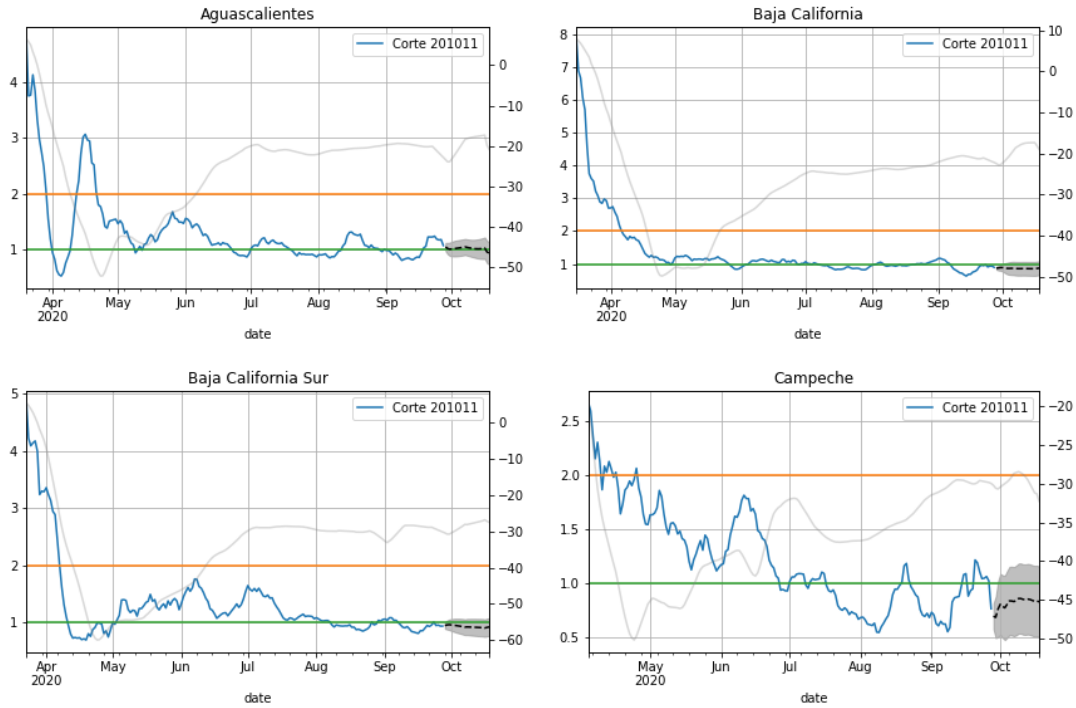 Aguascalientes
Corte 201011
4
3
2
1
0
−10
−20
−30
−40
−50
Apr
2020
May
Jun
Jul
Aug
Sep
Oct
date
Baja California
Corte 201011
8
7
6
5
4
3
2
1
10
0
−10
−20
−30
−40
−50
Apr
2020
May
Jun
Jul
Aug
Sep
Oct
date
Baja California Sur
Corte 201011
5
4
3
2
1
0
−10
−20
−30
−40
−50
−60
Apr
2020
May
Jun
Jul
Aug
Sep
Oct
date
Campeche
Corte 201011
2.5
2.0
1.5
1.0
0.5
−20
−25
−30
−35
−40
−45
−50
May
2020
Jun
Jul
Aug
Sep
Oct
date